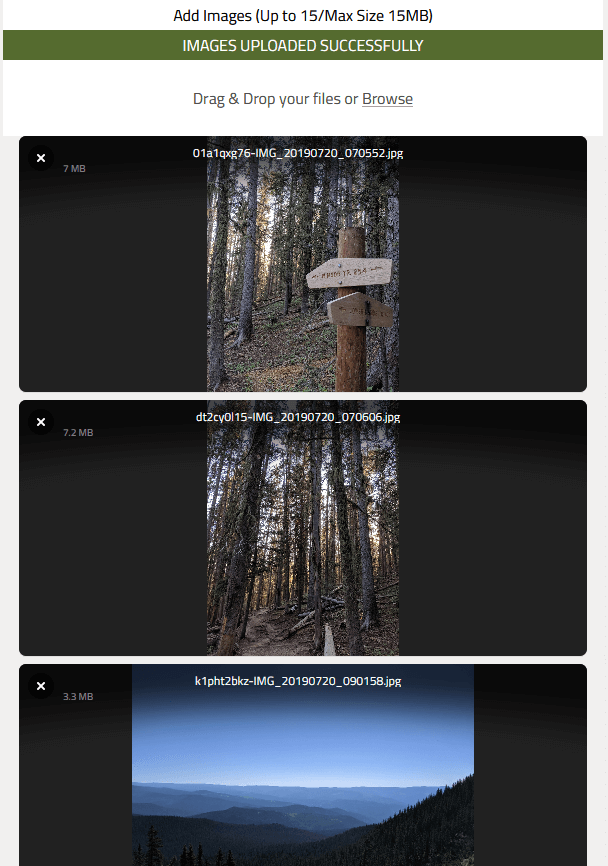 Add Images (Up to 15/Max Size 15MB)
IMAGES UPLOADED SUCCESSFULLY
Drag & Drop your files or Browse
01a1qxg76-IMG_20190720_070552.jpg
7 MB
dt2cy0l15-IMG_20190720_070606.jpg
7.2 MB
k1pht2bkz-IMG_20190720_090158.jpg
3.3 MB